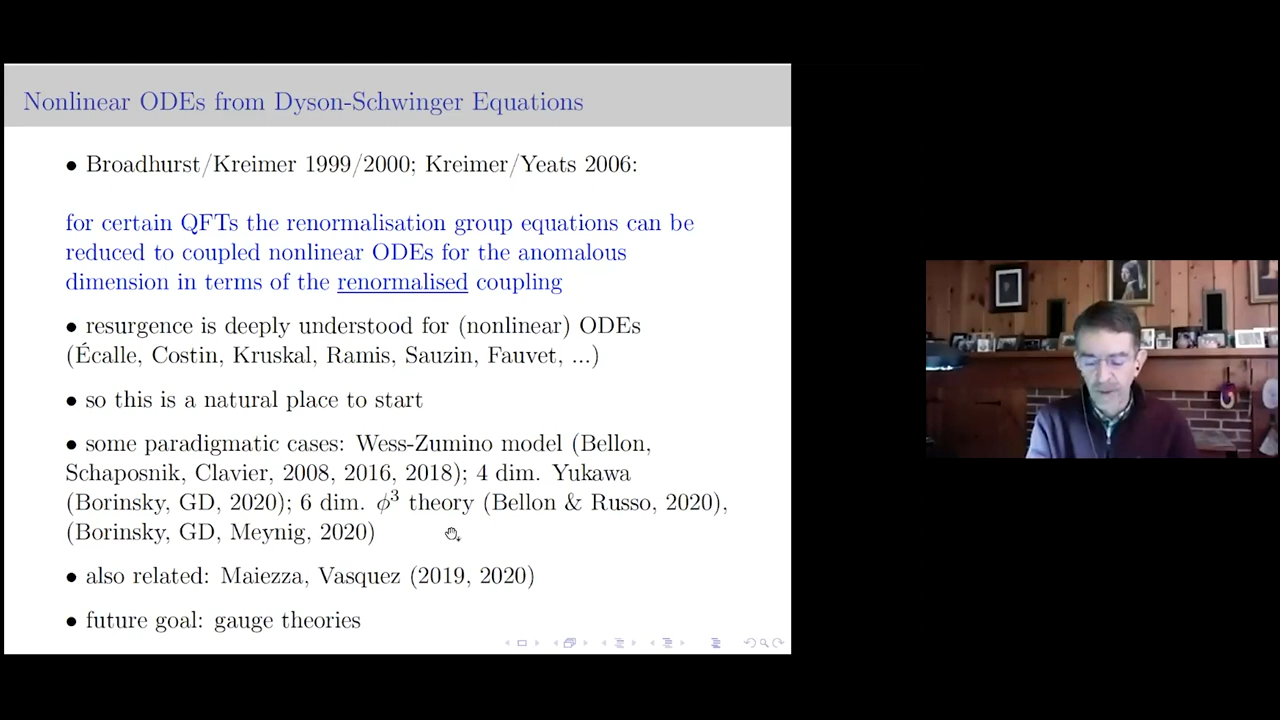 Nonlinear ODEs from Dyson-Schwinger Equations
• Broadhurst/Kreimer 1999/2000; Kreimer/Yeats 2006:
for certain QFTs the renormalisation group equations can be
reduced to coupled nonlinear ODEs for the anomalous
dimension in terms of the renormalised coupling
• resurgence is deeply understood for (nonlinear) ODEs
(Écalle, Costin, Kruskal, Ramis, Sauzin, Fauvet, ...)
• so this is a natural place to start
• some paradigmatic cases: Wess-Zumino model (Bellon,
Schaposnik, Clavier, 2008, 2016, 2018); 4 dim. Yukawa
(Borinsky, GD, 2020); 6 dim. ϕ³ theory (Bellon & Russo, 2020),
(Borinsky, GD, Meynig, 2020)
• also related: Maiezza, Vasquez (2019, 2020)
• future goal: gauge theories